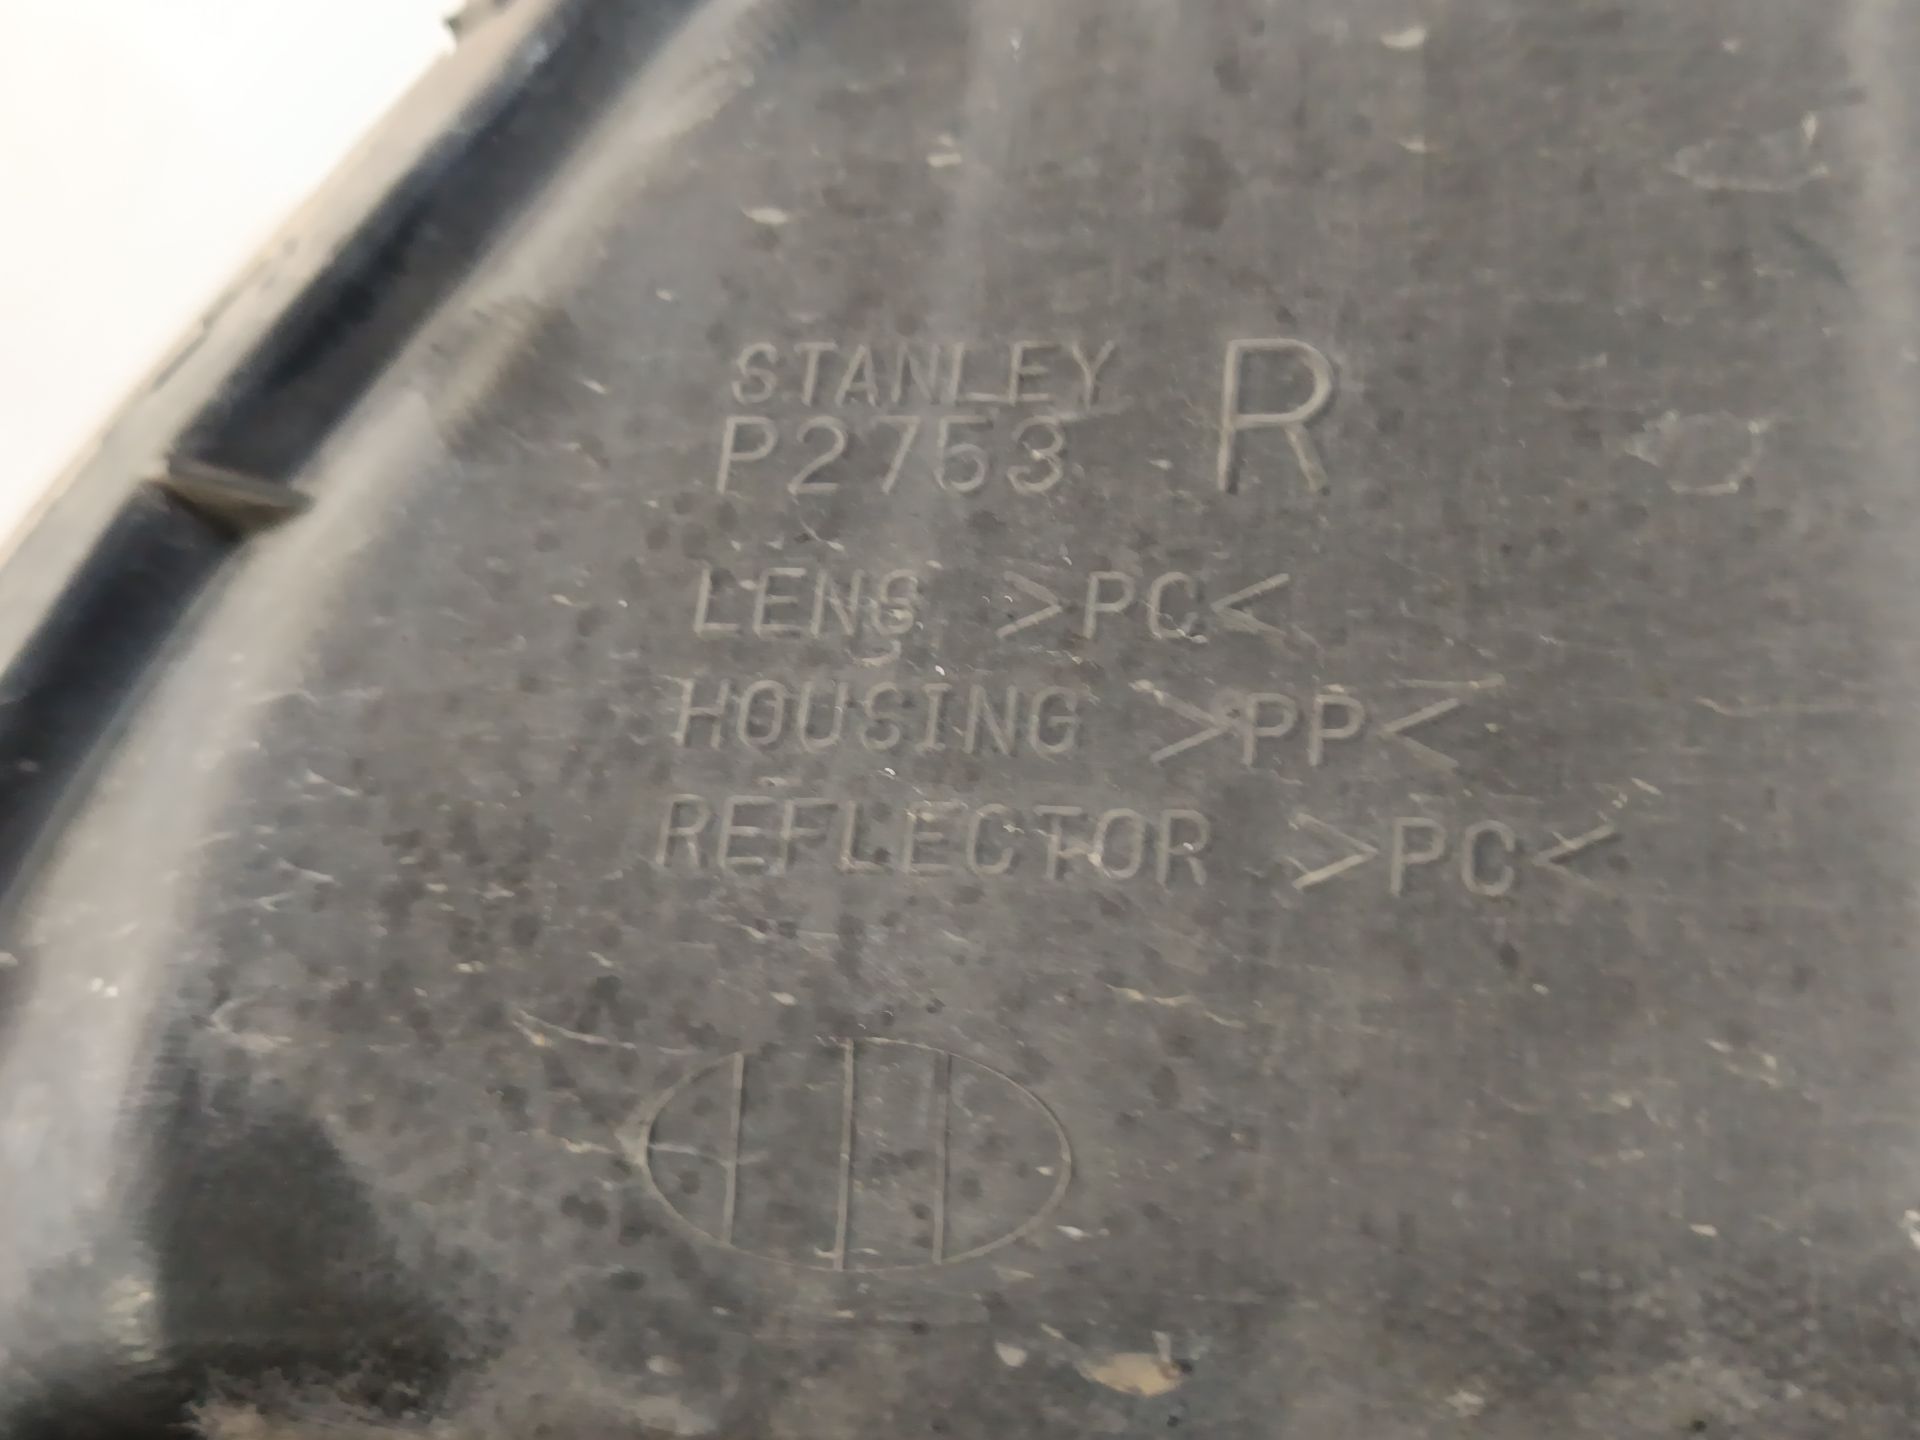 STANLEY R
P2753
LENS >PC<
HOUSING >PP<
REFLECTOR >PC<